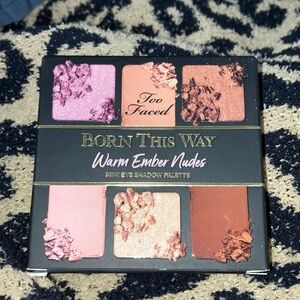 Too
Faced
BORN THIS WAY
Warm Ember Nudes
MINI EYE SHADOW PALETTE